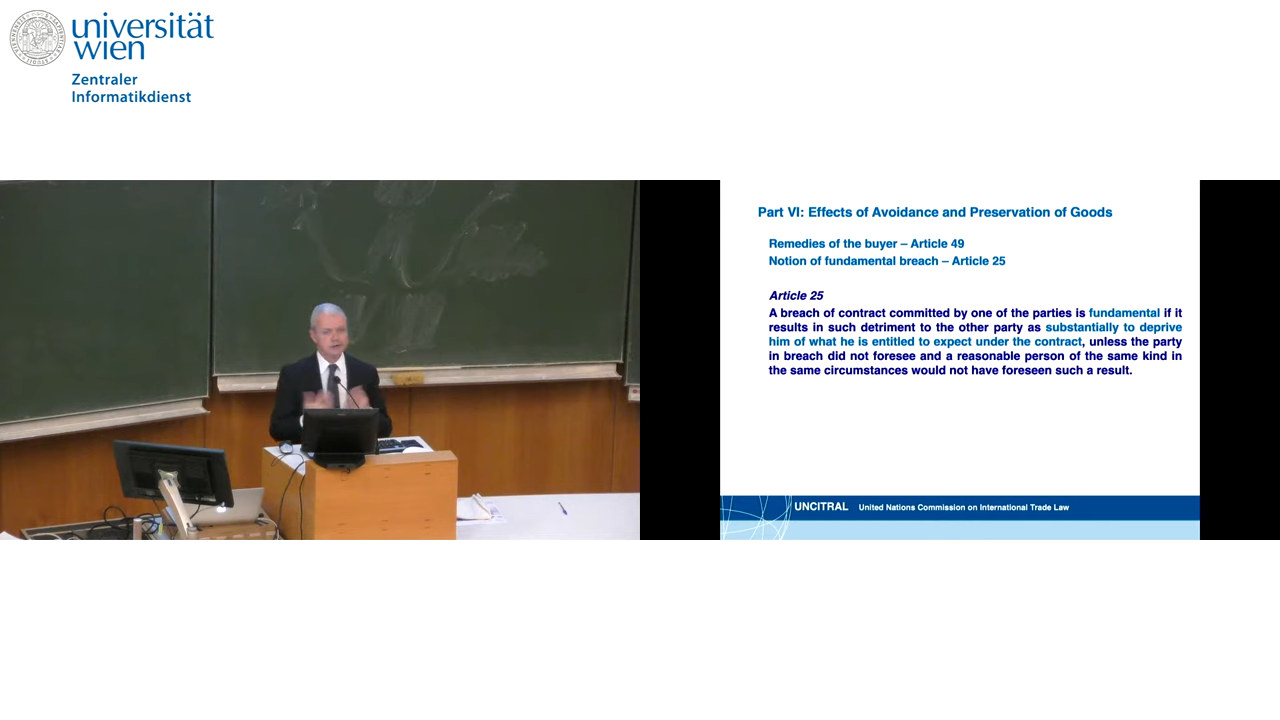 universität
wien
Zentraler
Informatikdienst
Part VI: Effects of Avoidance and Preservation of Goods
Remedies of the buyer – Article 49
Notion of fundamental breach – Article 25
Article 25
A breach of contract committed by one of the parties is fundamental if it
results in such detriment to the other party as substantially to deprive
him of what he is entitled to expect under the contract, unless the party
in breach did not foresee and a reasonable person of the same kind in
the same circumstances would not have foreseen such a result.
UNCITRAL United Nations Commission on International Trade Law